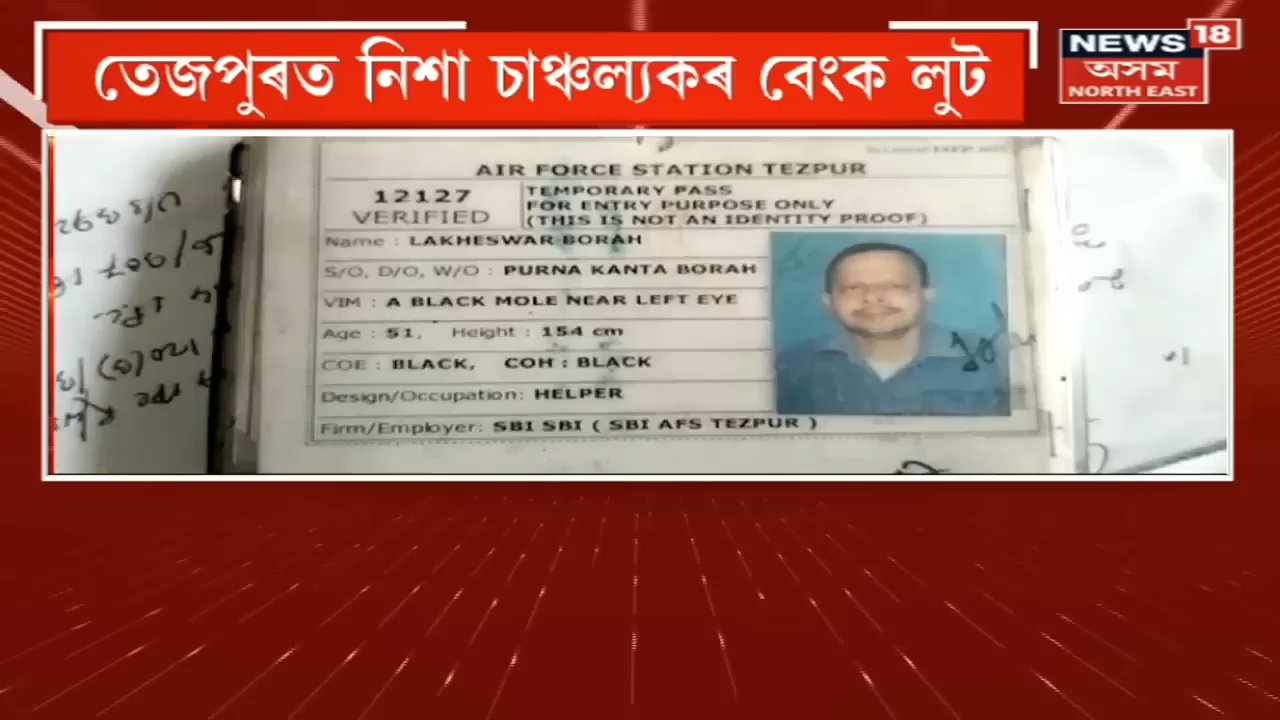 তেজপুৰত নিশা চাঞ্চল্যকৰ বেংক লুট
NEWS 18
অসম
NORTH EAST
AIR FORCE STATION TEZPUR
12127
VERIFIED
TEMPORARY PASS
FOR ENTRY PURPOSE ONLY
(THIS IS NOT AN IDENTITY PROOF)
Name : LAKHESWAR BORAH
S/O, D/O, W/O : PURNA KANTA BORAH
VIM : A BLACK MOLE NEAR LEFT EYE
Age : 51, Height : 154 cm
COE : BLACK, COH : BLACK
Design/Occupation: HELPER
Firm/Employer: SBI SBI ( SBI AFS TEZPUR )